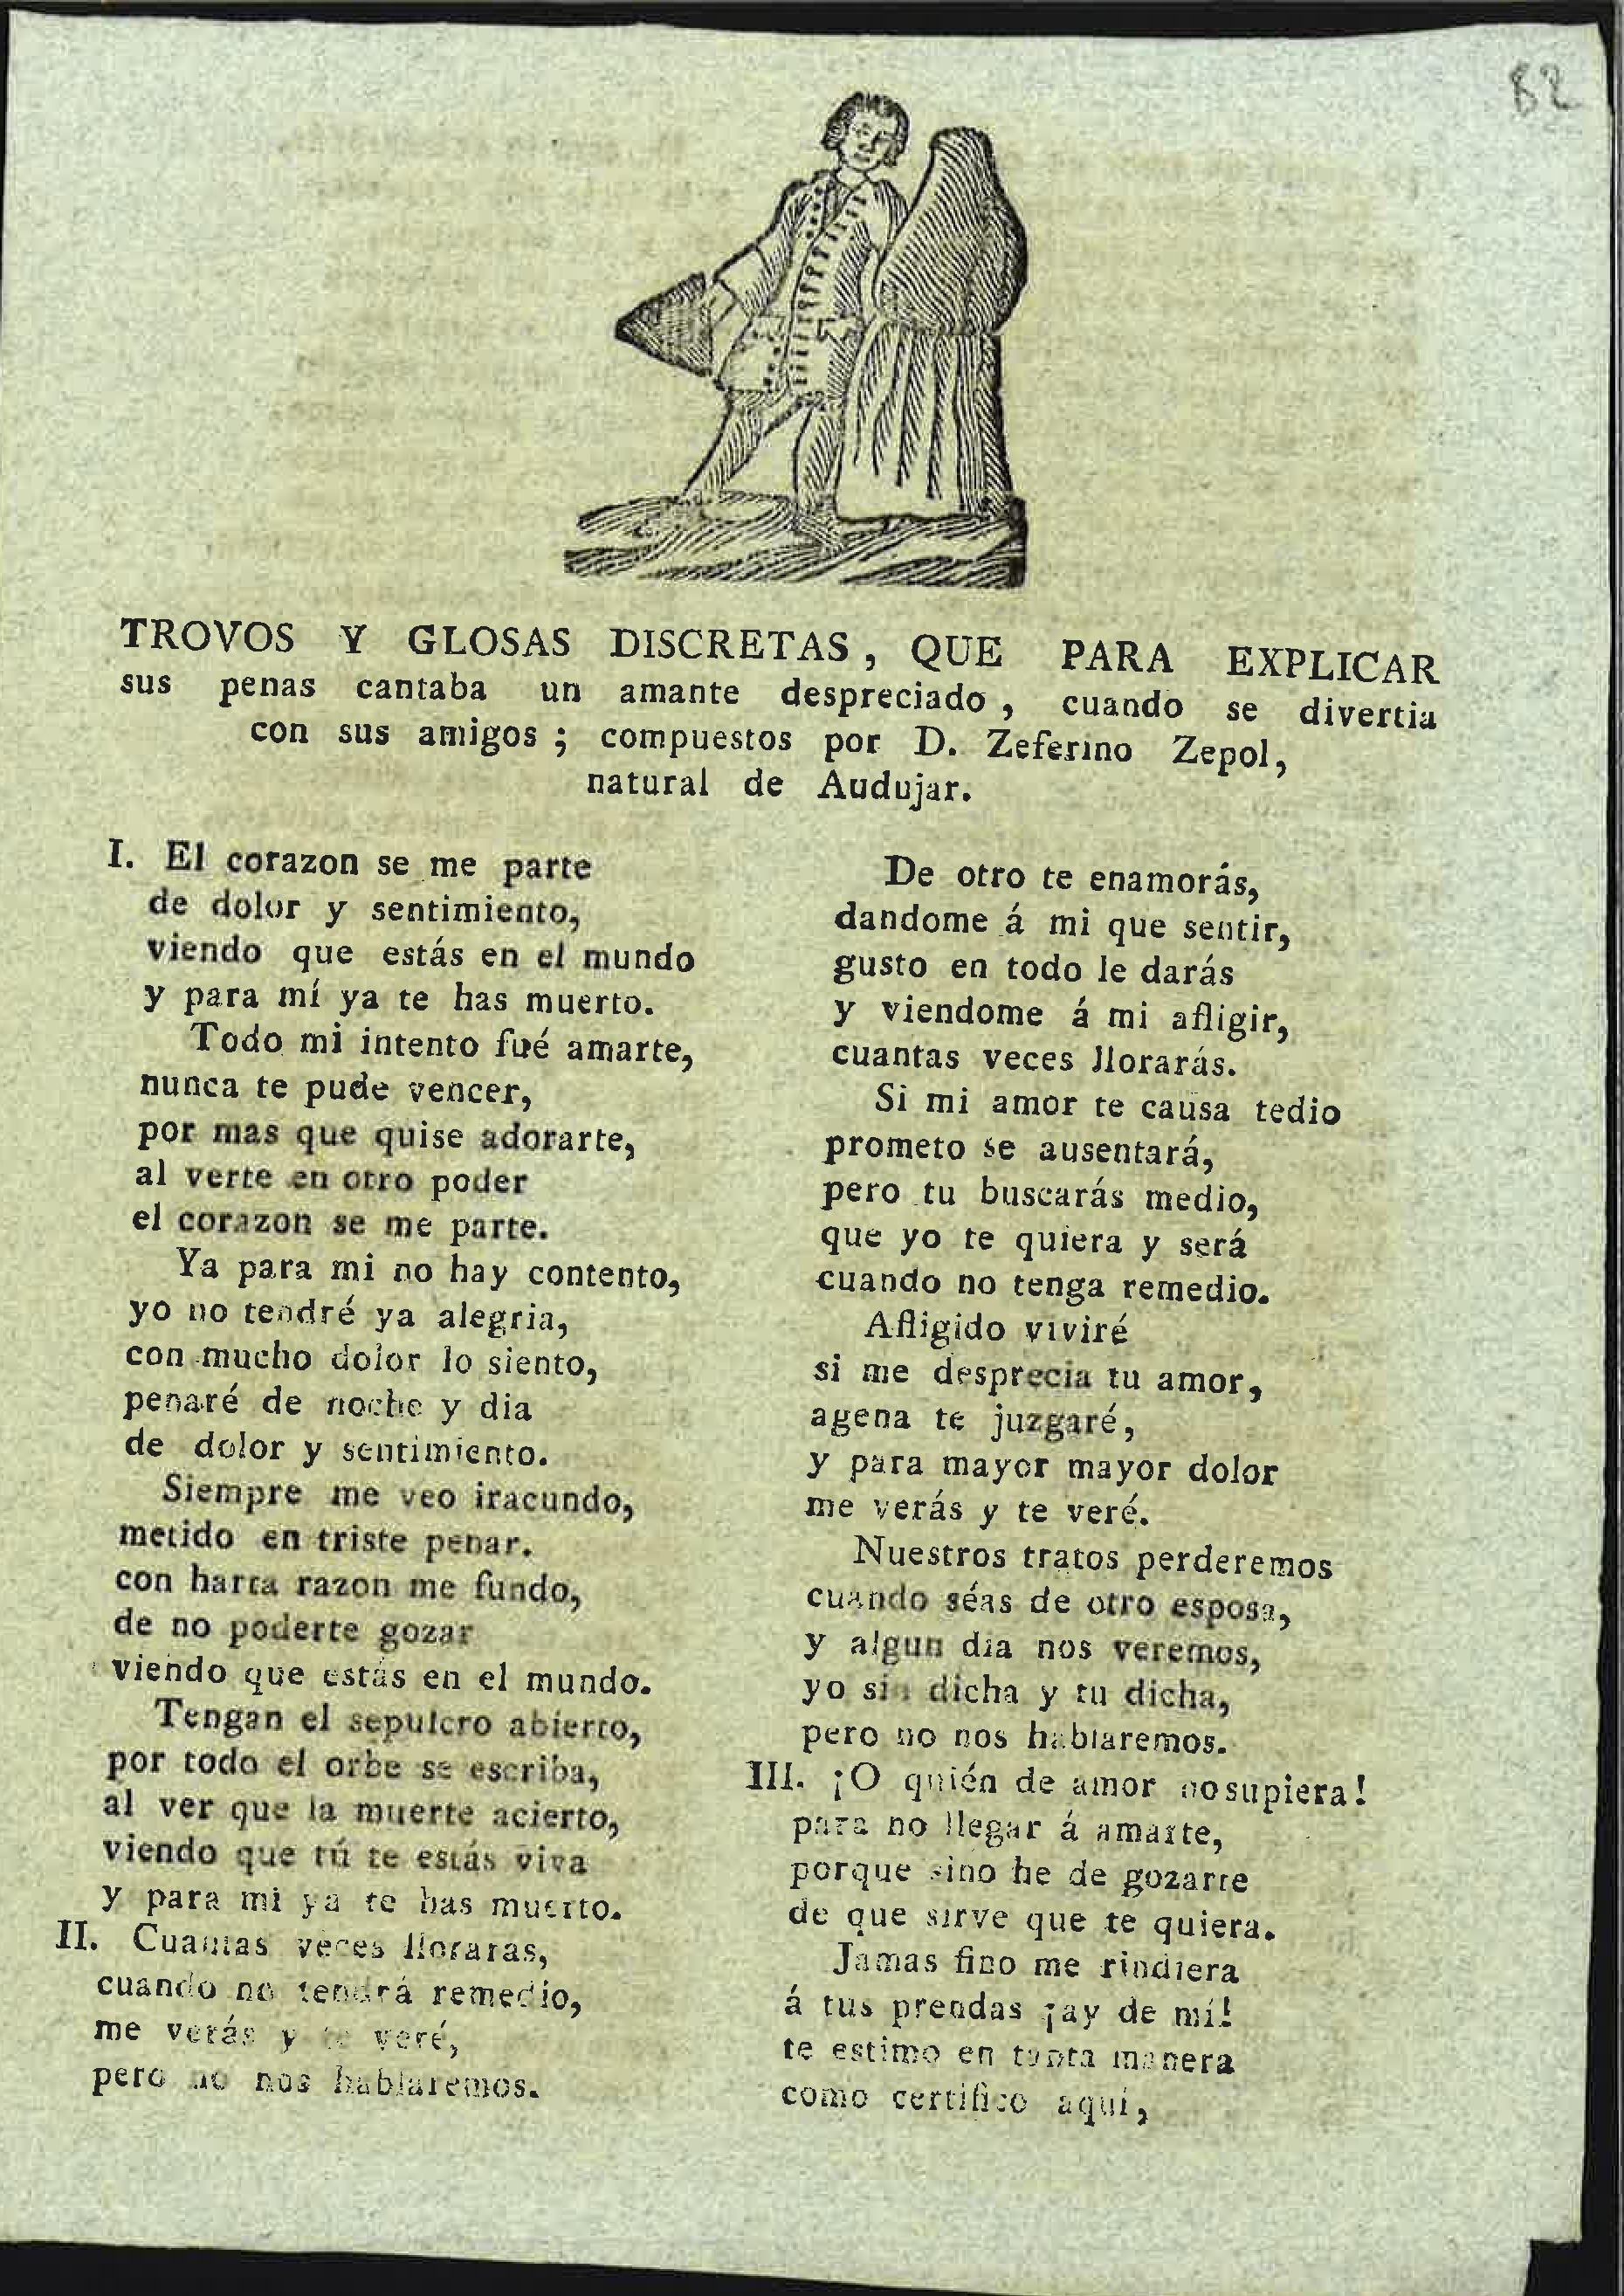 82
TROVOS Y GLOSAS DISCRETAS, QUE PARA EXPLICAR
sus penas cantaba un amante despreciado, cuando se divertia
con sus amigos; compuestos por D. Zeferino Zepol,
natural de Audujar.
I. El corazon se me parte
de dolor y sentimiento,
viendo que estás en el mundo
y para mí ya te has muerto.
Todo mi intento fué amarte,
nunca te pude vencer,
por mas que quise adorarte,
al verte en otro poder
el corazon se me parte.
Ya para mi no hay contento,
yo no tendré ya alegria,
con mucho dolor lo siento,
penaré de noche y dia
de dolor y sentimiento.
Siempre me veo iracundo,
metido en triste penar.
con harta razon me fundo,
de no poderte gozar
viendo que estás en el mundo.
Tengan el sepulcro abierto,
por todo el orbe se escriba,
al ver que la muerte acierto,
viendo que tú te estás viva
y para mi ya te has muerto.
II. Cuantas veces lloraras,
cuando no tendrá remedio,
me verás y te veré,
pero no nos hablaremos.
De otro te enamorás,
dandome á mi que sentir,
gusto en todo le darás
y viendome á mi afligir,
cuantas veces llorarás.
Si mi amor te causa tedio
prometo se ausentará,
pero tu buscarás medio,
que yo te quiera y será
cuando no tenga remedio.
Afligido viviré
si me desprecia tu amor,
agena te juzgaré,
y para mayor mayor dolor
me verás y te veré.
Nuestros tratos perderemos
cuando séas de otro esposa,
y algun dia nos veremos,
yo sin dicha y tu dicha,
pero no nos hablaremos.
III. ¡O quién de amor no supiera!
para no llegar á amarte,
porque sino he de gozarte
de que sirve que te quiera.
Jamas fino me rindiera
á tus prendas ¡ay de mí!
te estimo en tanta manera
como certifico aquí,